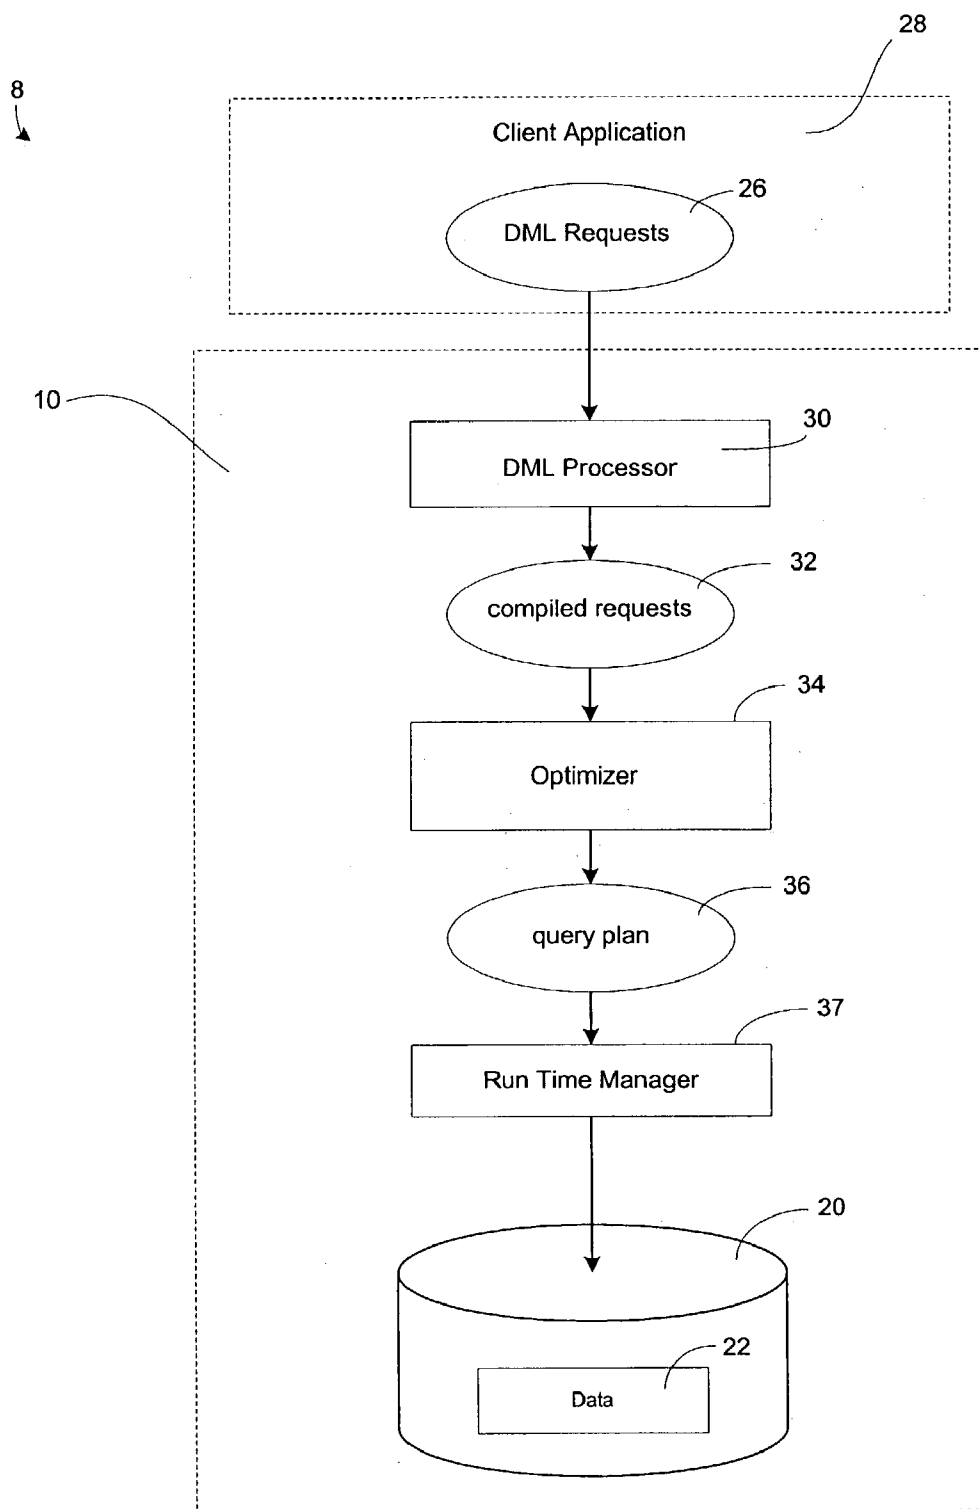 28
8
Client Application
26
DML Requests
10
30
DML Processor
32
compiled requests
34
Optimizer
36
query plan
37
Run Time Manager
20
22
Data